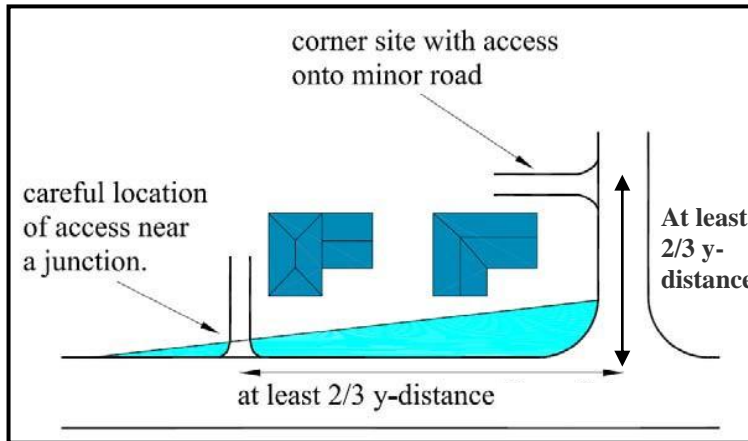 corner site with access
onto minor road
careful location
of access near
a junction.
At least
2/3 y-
distance
at least 2/3 y-distance